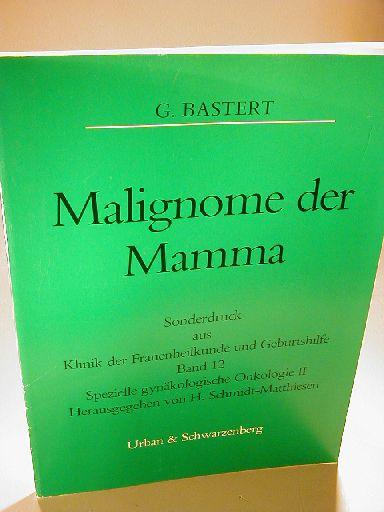 G. BASTERT
Malignome der
Mamma
Sonderdruck
aus
Klinik der Frauenheilkunde und Geburtshilfe
Band 12
Spezielle gynäkologische Onkologie II
Herausgegeben von H. Schmidt-Matthiesen
Urban & Schwarzenberg